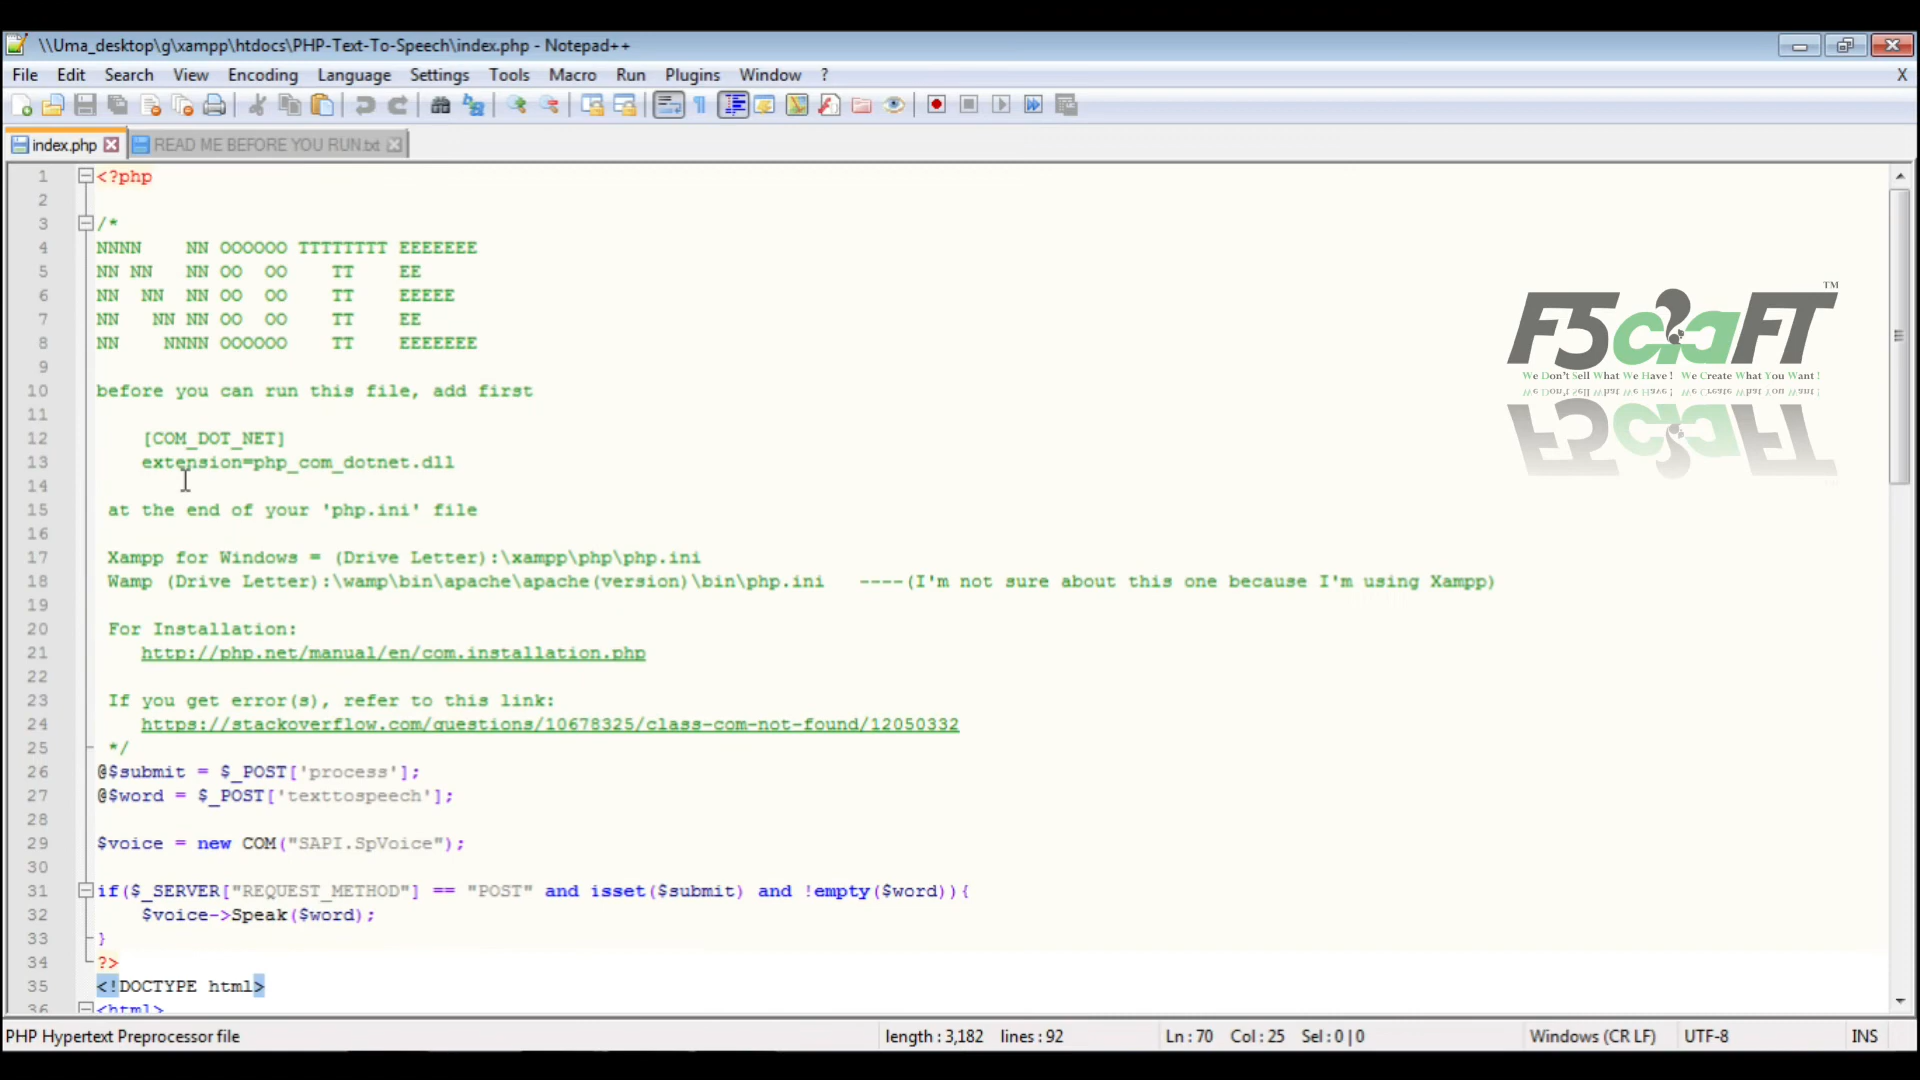 \\Uma_desktop\g\xampp\htdocs\PHP-Text-To-Speech\index.php - Notepad++
File Edit Search View Encoding Language Settings Tools Macro Run Plugins Window ? X
index.php READ ME BEFORE YOU RUN.txt
1 <?php
2
3 /*
4 NNNN    NN OOOOOO TTTTTTTT EEEEEEE
5 NN NN   NN OO  OO    TT    EE
6 NN  NN  NN OO  OO    TT    EEEEE
7 NN   NN NN OO  OO    TT    EE
8 NN    NNNN OOOOOO    TT    EEEEEEE
9
10 before you can run this file, add first
11
12 [COM_DOT_NET]
13 extension=php_com_dotnet.dll
14
15 at the end of your 'php.ini' file
16
17 Xampp for Windows = (Drive Letter):\xampp\php\php.ini
18 Wamp (Drive Letter):\wamp\bin\apache\apache(version)\bin\php.ini   ----(I'm not sure about this one because I'm using Xampp)
19
20 For Installation:
21 http://php.net/manual/en/com.installation.php
22
23 If you get error(s), refer to this link:
24 https://stackoverflow.com/questions/10678325/class-com-not-found/12050332
25 */
26 @$submit = $_POST['process'];
27 @$word = $_POST['texttospeech'];
28
29 $voice = new COM("SAPI.SpVoice");
30
31 if($_SERVER["REQUEST_METHOD"] == "POST" and isset($submit) and !empty($word)){
32 $voice->Speak($word);
33 }
34 ?>
35 <!DOCTYPE html>
36 <html>
F5craFT™
We Don't Sell What We Have! We Create What You Want!
PHP Hypertext Preprocessor file length : 3,182 lines : 92 Ln : 70 Col : 25 Sel : 0 | 0 Windows (CR LF) UTF-8 INS